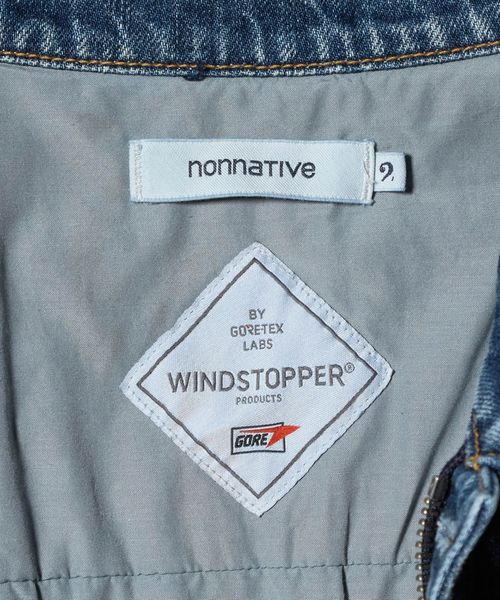 nonnative
2
BY
GORE-TEX
LABS
WINDSTOPPER®
PRODUCTS
GORE